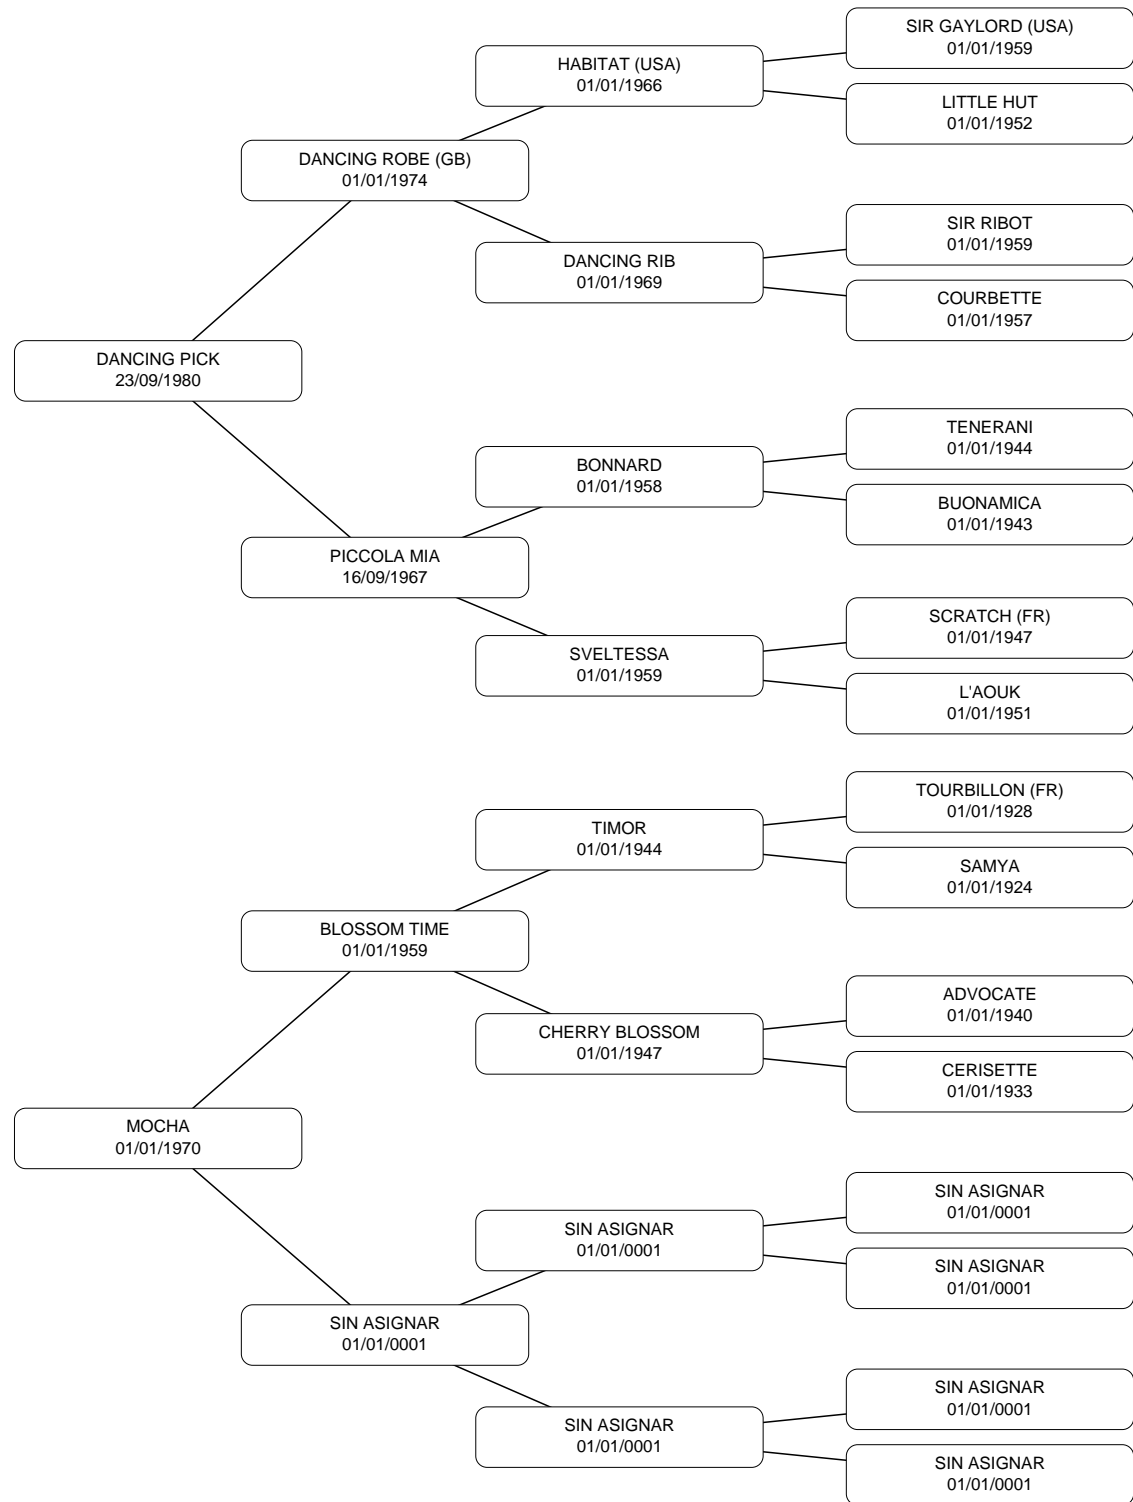 SIR GAYLORD (USA)
01/01/1959
HABITAT (USA)
01/01/1966
LITTLE HUT
01/01/1952
DANCING ROBE (GB)
01/01/1974
SIR RIBOT
01/01/1959
DANCING RIB
01/01/1969
COURBETTE
01/01/1957
DANCING PICK
23/09/1980
TENERANI
01/01/1944
BONNARD
01/01/1958
BUONAMICA
01/01/1943
PICCOLA MIA
16/09/1967
SCRATCH (FR)
01/01/1947
SVELTESSA
01/01/1959
L'AOUK
01/01/1951
TOURBILLON (FR)
01/01/1928
TIMOR
01/01/1944
SAMYA
01/01/1924
BLOSSOM TIME
01/01/1959
ADVOCATE
01/01/1940
CHERRY BLOSSOM
01/01/1947
CERISETTE
01/01/1933
MOCHA
01/01/1970
SIN ASIGNAR
01/01/0001
SIN ASIGNAR
01/01/0001
SIN ASIGNAR
01/01/0001
SIN ASIGNAR
01/01/0001
SIN ASIGNAR
01/01/0001
SIN ASIGNAR
01/01/0001
SIN ASIGNAR
01/01/0001